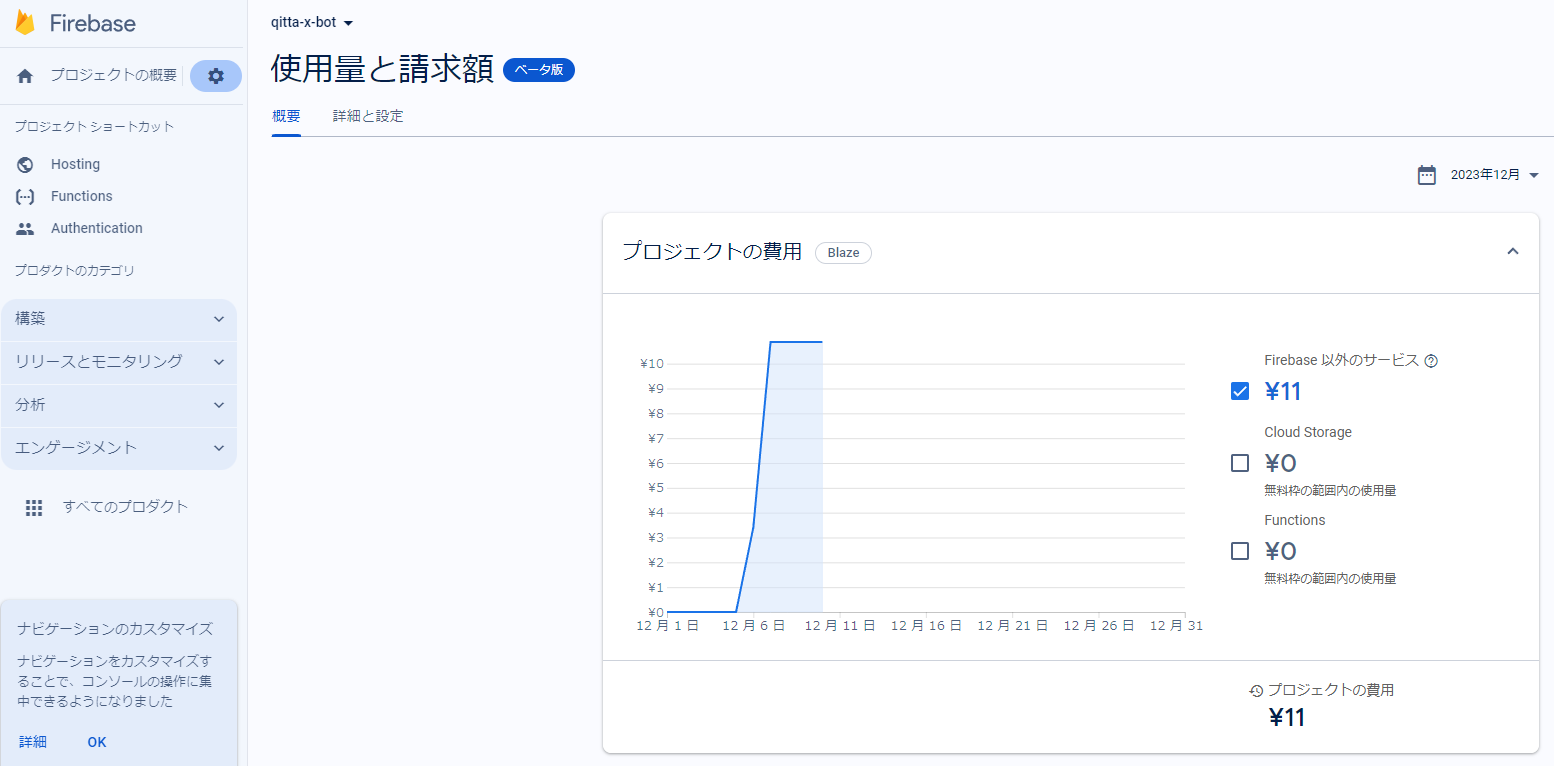 Firebase
プロジェクトの概要
プロジェクト ショートカット
Hosting
Functions
Authentication
プロダクトのカテゴリ
構築
リリースとモニタリング
分析
エンゲージメント
すべてのプロダクト
ナビゲーションのカスタマイズ
ナビゲーションをカスタマイズす
ることで、コンソールの操作に集
中できるようになりました
詳細 OK
qitta-x-bot
使用量と請求額 ベータ版
概要 詳細と設定
2023年12月
プロジェクトの費用 Blaze
¥10
¥9
¥8
¥7
¥6
¥5
¥4
¥3
¥2
¥1
¥0
12 月 1 日 12 月 6 日 12 月 11 日 12 月 16 日 12 月 21 日 12 月 26 日 12 月 31
Firebase 以外のサービス
¥11
Cloud Storage
¥0
無料枠の範囲内の使用量
Functions
¥0
無料枠の範囲内の使用量
プロジェクトの費用
¥11